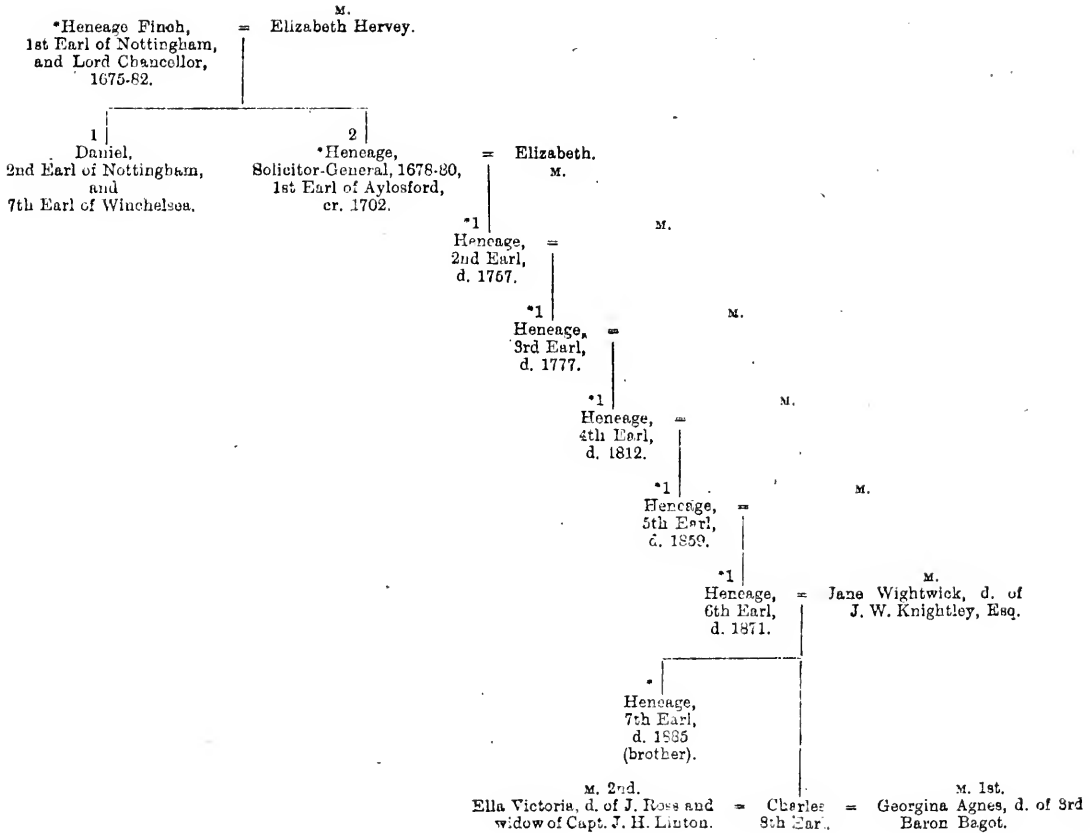 M.
*Heneage Finoh, = Elizabeth Hervey.
1st Earl of Nottingham,
and Lord Chancellor,
1675-82.
1
Daniel,
2nd Earl of Nottingham,
and
7th Earl of Winchelsea.
2
*Heneage, = Elizabeth.
Solicitor-General, 1678-80, M.
1st Earl of Aylosford,
cr. 1702.
*1
Heneage, = M.
2nd Earl,
d. 1757.
*1
Heneage, = M.
3rd Earl,
d. 1777.
*1
Heneage, = M.
4th Earl,
d. 1812.
*1
Heneage, = M.
5th Earl,
d. 1859.
*1 M.
Heneage, = Jane Wightwick, d. of
6th Earl, J. W. Knightley, Esq.
d. 1871.
*
Heneage,
7th Earl,
d. 1885
(brother).
M. 2nd. M. 1st.
Ella Victoria, d. of J. Ross and = Charles = Georgina Agnes, d. of 3rd
widow of Capt. J. H. Linton. 8th Earl, Baron Bagot.